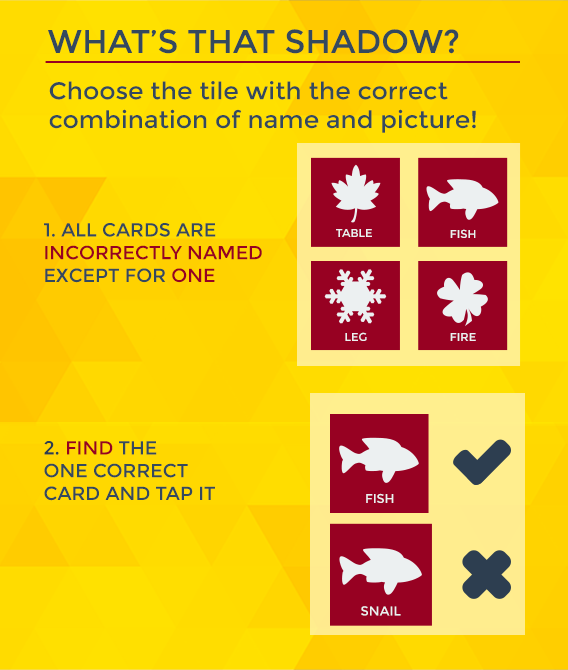 WHAT'S THAT SHADOW?
Choose the tile with the correct
combination of name and picture!
1. ALL CARDS ARE
INCORRECTLY NAMED
EXCEPT FOR ONE
TABLE
FISH
LEG
FIRE
2. FIND THE
ONE CORRECT
CARD AND TAP IT
FISH
SNAIL